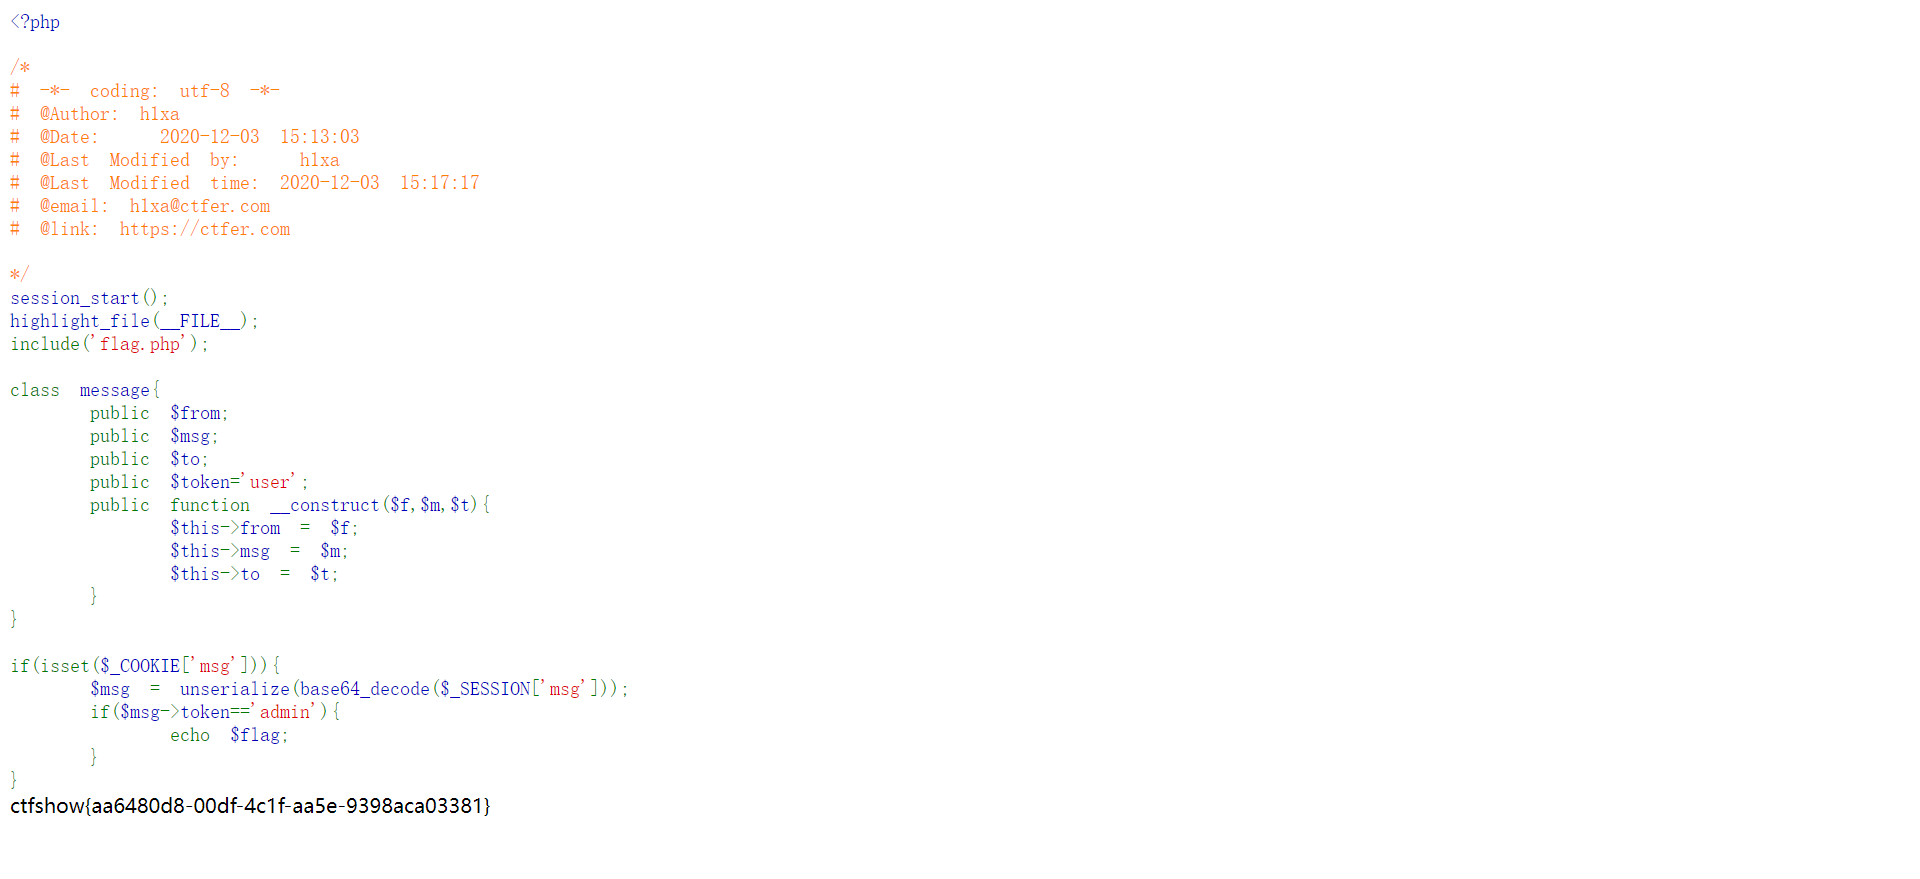 <?php
/*
# -*- coding: utf-8 -*-
# @Author: h1xa
# @Date: 2020-12-03 15:13:03
# @Last Modified by: h1xa
# @Last Modified time: 2020-12-03 15:17:17
# @email: h1xa@ctfer.com
# @link: https://ctfer.com
*/
session_start();
highlight_file(__FILE__);
include('flag.php');
class message{
public $from;
public $msg;
public $to;
public $token='user';
public function __construct($f,$m,$t){
$this->from = $f;
$this->msg = $m;
$this->to = $t;
}
}
if(isset($_COOKIE['msg'])){
$msg = unserialize(base64_decode($_SESSION['msg']));
if($msg->token=='admin'){
echo $flag;
}
}
ctfshow{aa6480d8-00df-4c1f-aa5e-9398aca03381}